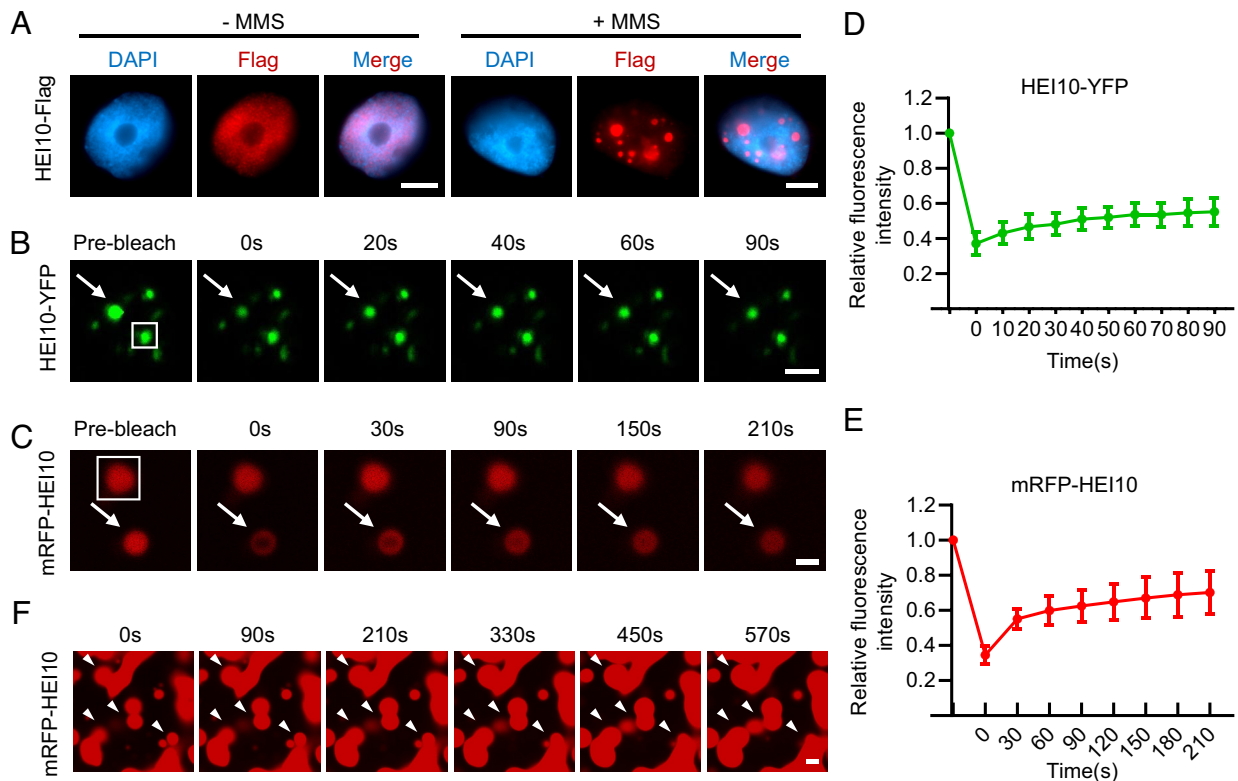 A
- MMS
+ MMS
DAPI Flag Merge DAPI Flag Merge
HEI10-Flag
B
Pre-bleach 0s 20s 40s 60s 90s
HEI10-YFP
C
Pre-bleach 0s 30s 90s 150s 210s
mRFP-HEI10
F
0s 90s 210s 330s 450s 570s
mRFP-HEI10
D
HEI10-YFP
Relative fluorescence
intensity
1.2
1.0
0.8
0.6
0.4
0.2
0 10 20 30 40 50 60 70 80 90
Time(s)
E
mRFP-HEI10
Relative fluorescence
intensity
1.2
1.0
0.8
0.6
0.4
0.2
0 30 60 90 120 150 180 210
Time(s)